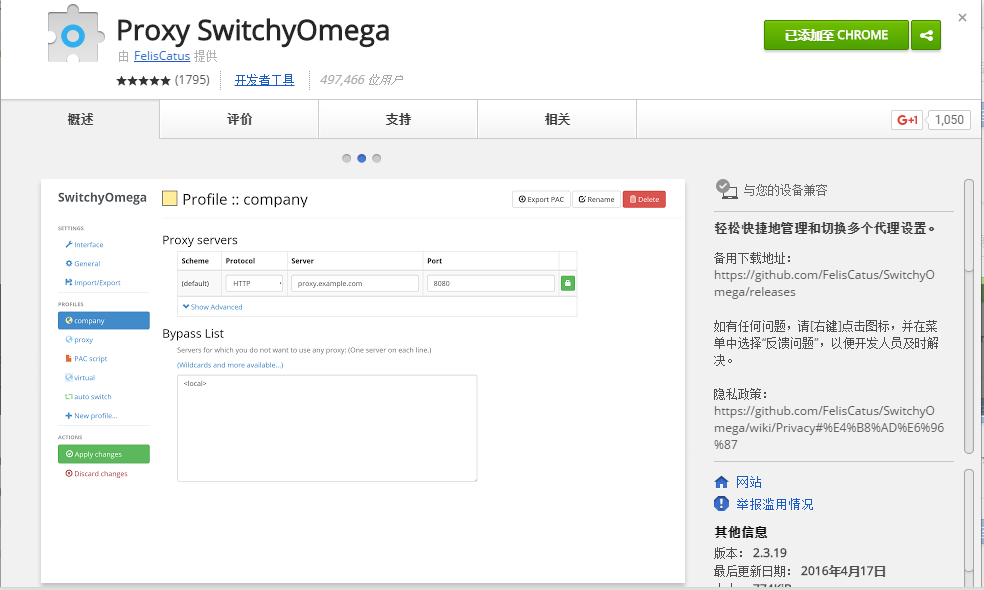 Proxy SwitchyOmega
由 FelisCatus 提供
★★★★★ (1795) 开发者工具 497,466 位用户
已添加至 CHROME
概述 评价 支持 相关
G+1 1,050
SwitchyOmega
SETTINGS
Interface
General
Import/Export
PROFILES
company
proxy
PAC script
virtual
auto switch
New profile...
ACTIONS
Apply changes
Discard changes
Profile :: company
Export PAC Rename Delete
Proxy servers
Scheme Protocol Server Port
(default) HTTP proxy.example.com 8080
Show Advanced
Bypass List
Servers for which you do not want to use any proxy: (One server on each line.)
(Wildcards and more available...)
<local>
与您的设备兼容
轻松快捷地管理和切换多个代理设置。
备用下载地址：
https://github.com/FelisCatus/SwitchyO
mega/releases
如有任何问题，请[右键]点击图标，并在菜
单中选择“反馈问题”，以便开发人员及时解
决。
隐私政策：
https://github.com/FelisCatus/SwitchyO
mega/wiki/Privacy#%E4%B8%AD%E6%96
%87
网站
举报滥用情况
其他信息
版本： 2.3.19
最后更新日期： 2016年4月17日